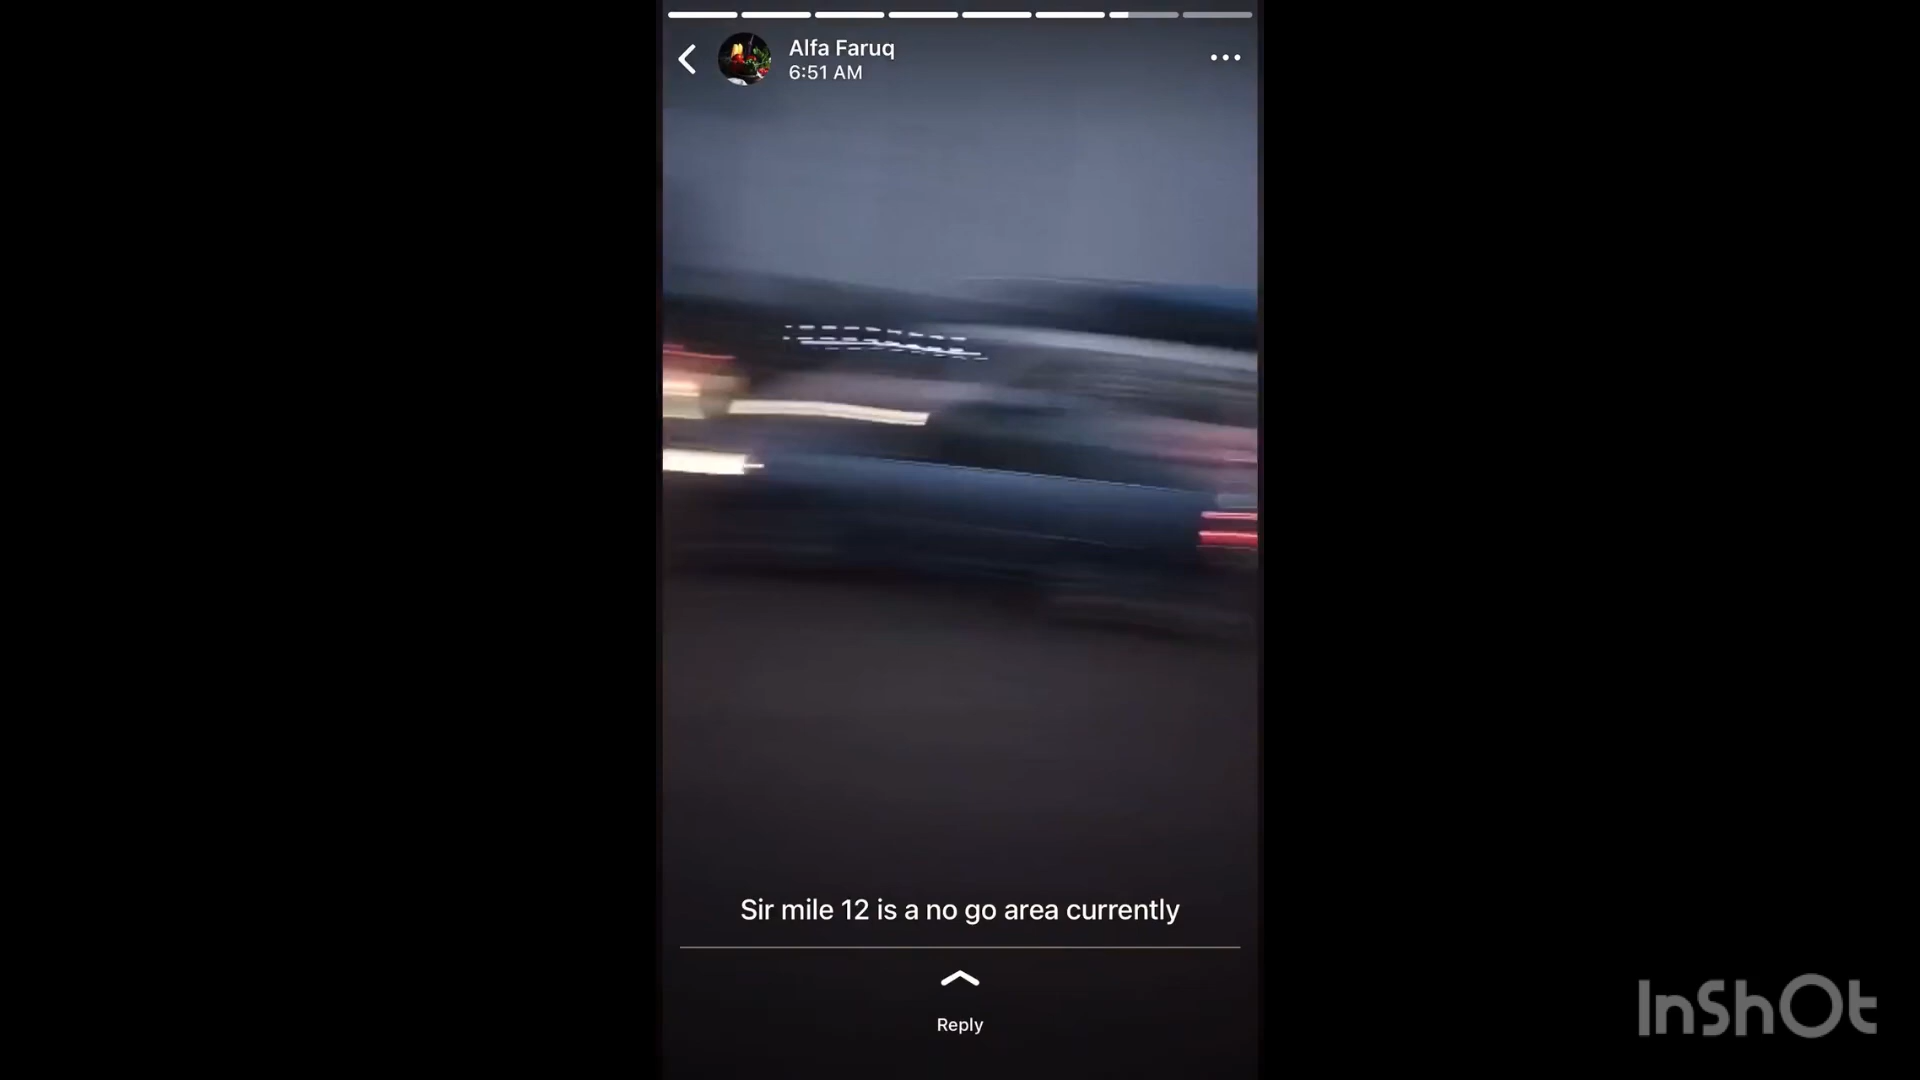 Alfa Faruq
6:51 AM
Sir mile 12 is a no go area currently
Reply
InShOt